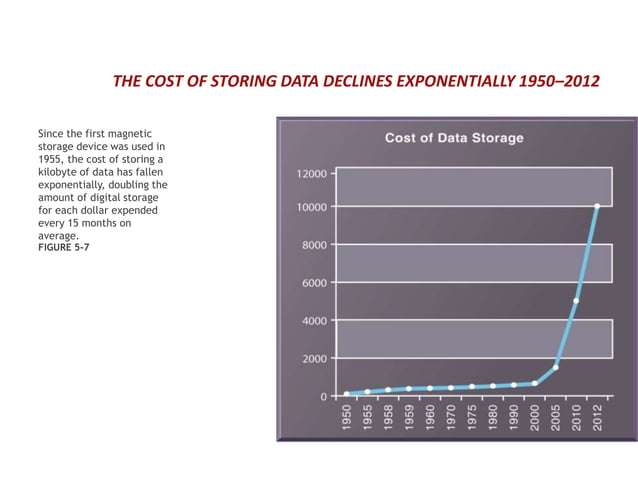 THE COST OF STORING DATA DECLINES EXPONENTIALLY 1950–2012
Since the first magnetic
storage device was used in
1955, the cost of storing a
kilobyte of data has fallen
exponentially, doubling the
amount of digital storage
for each dollar expended
every 15 months on
average.
FIGURE 5-7
Cost of Data Storage
12000
10000
8000
6000
4000
2000
0
1950 1955 1958 1959 1960 1970 1975 1980 1990 2000 2005 2010 2012